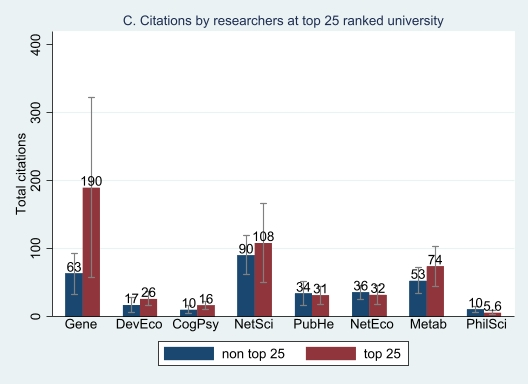 C. Citations by researchers at top 25 ranked university
Total citations
400
300
200
100
0
63 190 17 26 10 16 90 108 34 31 36 32 53 74 10 5.6
Gene DevEco CogPsy NetSci PubHe NetEco Metab PhilSci
non top 25 top 25